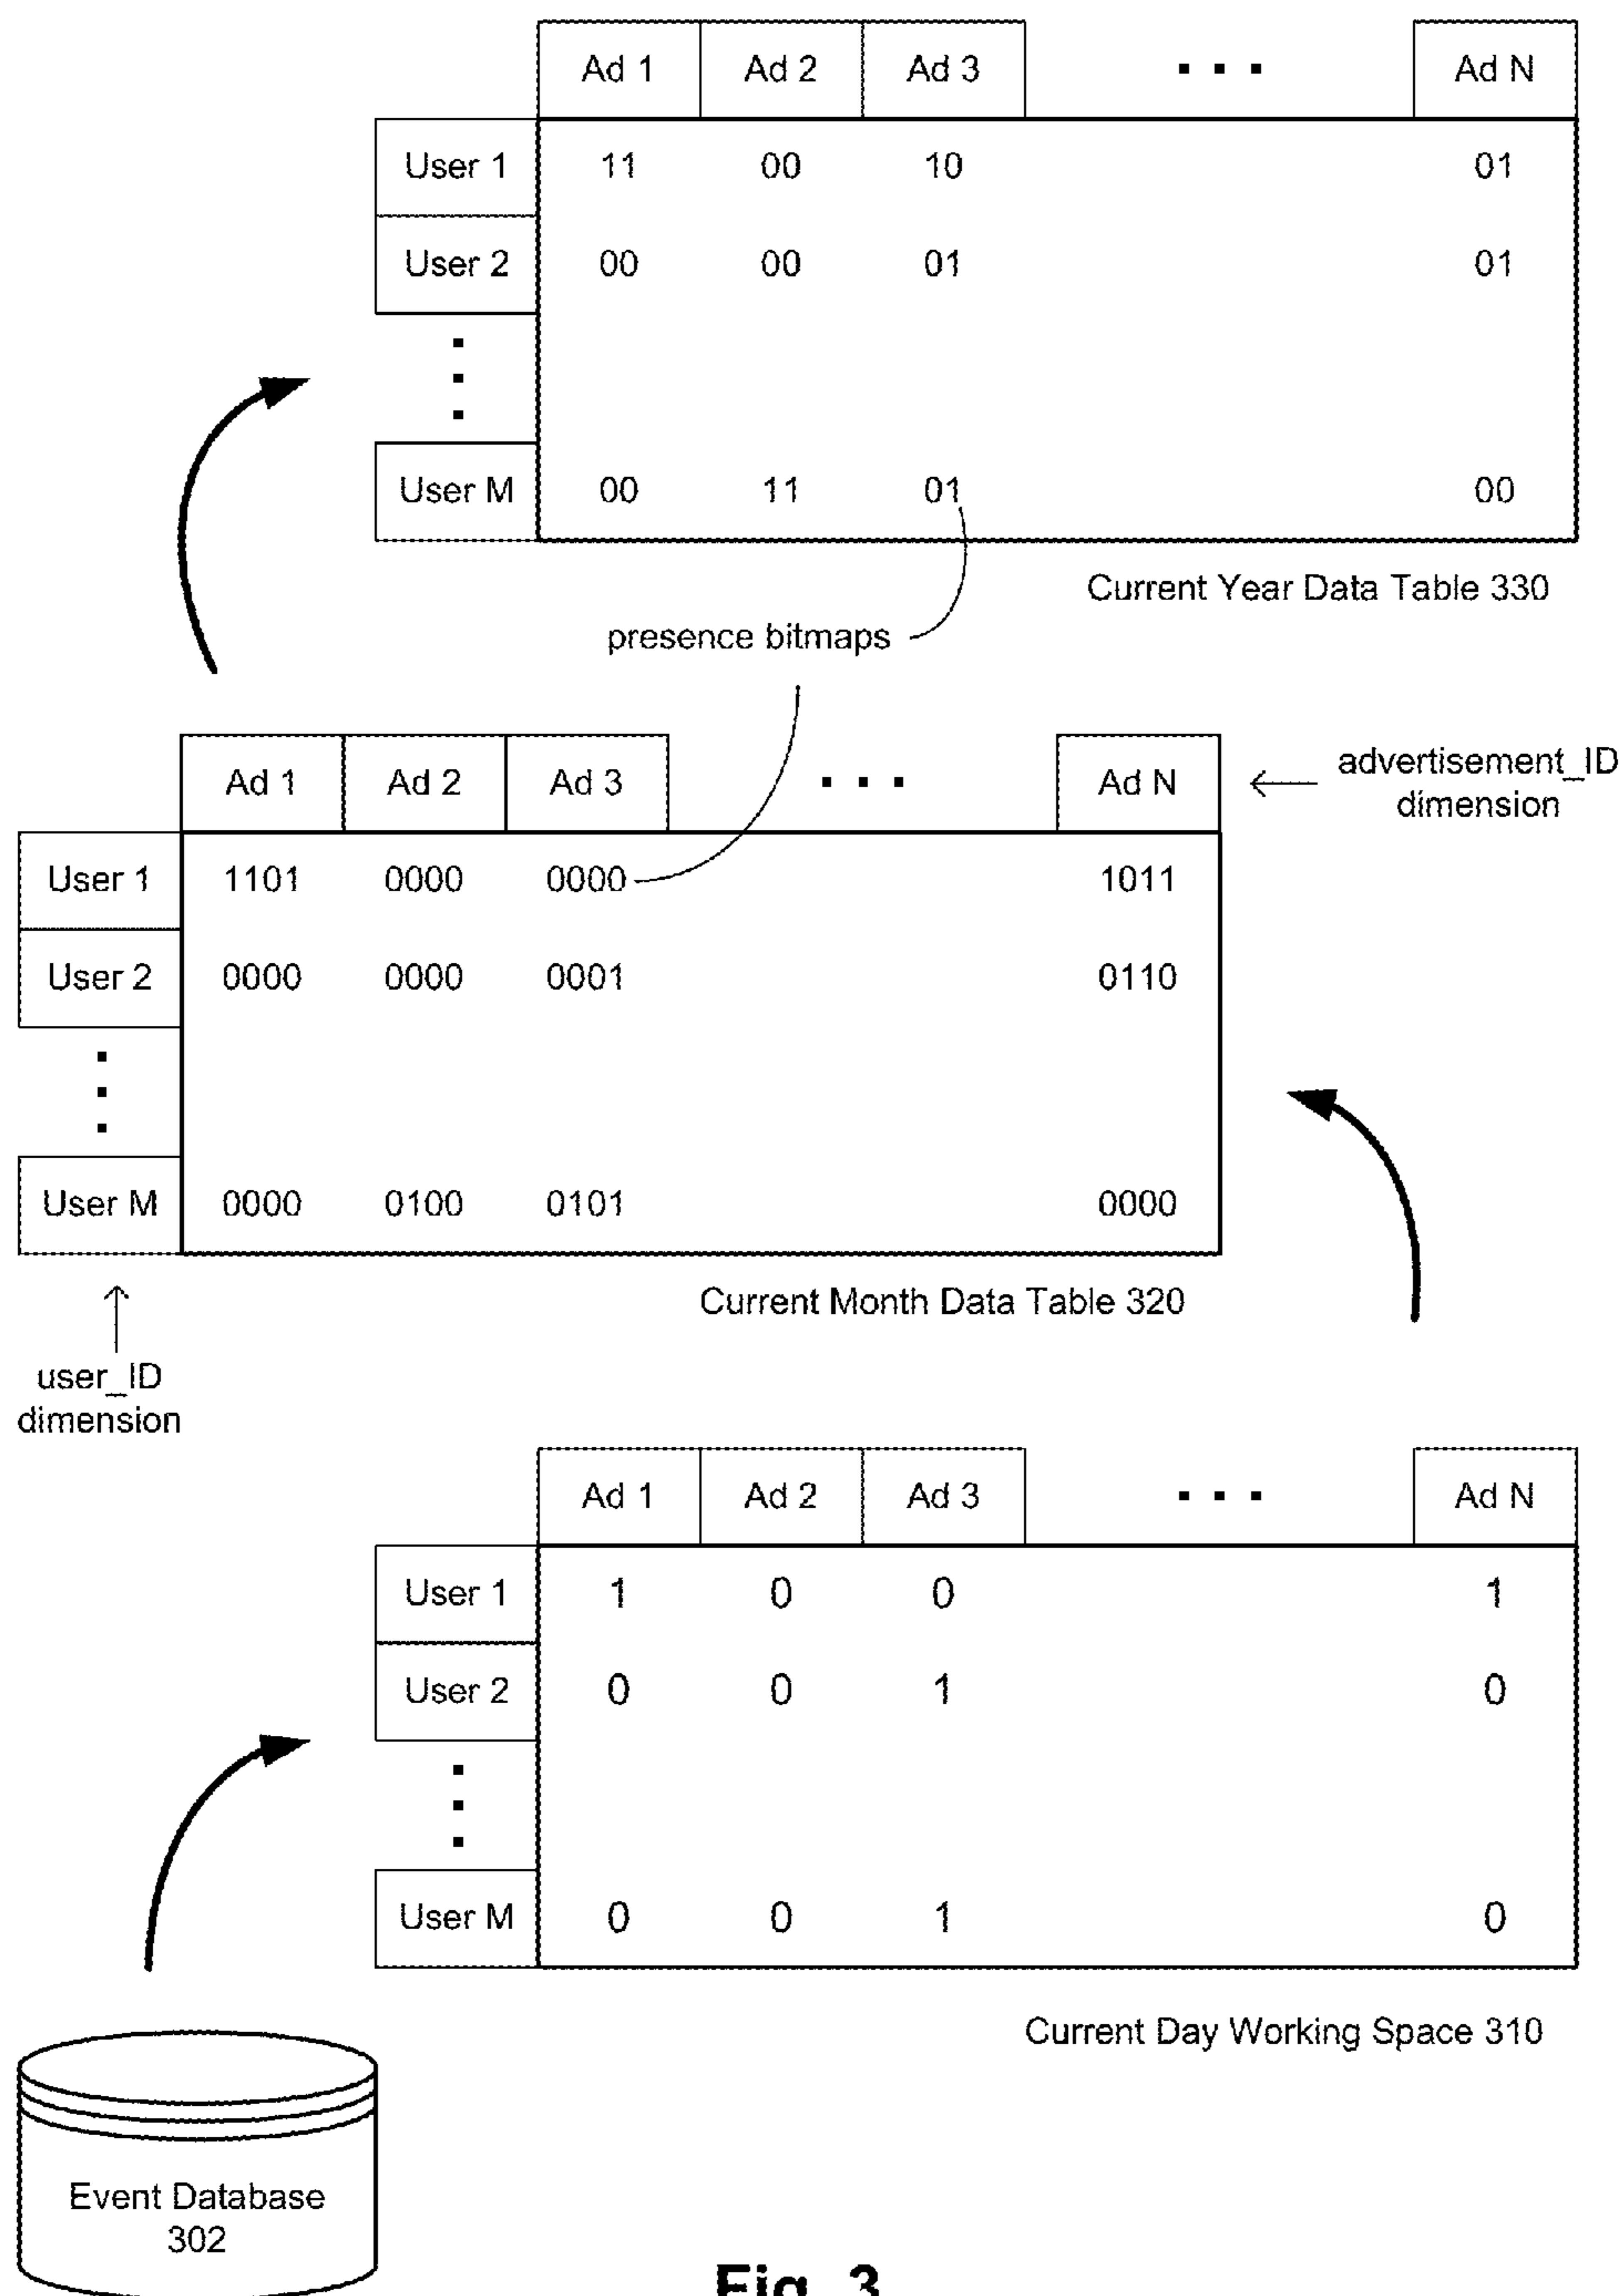 Ad 1 Ad 2 Ad 3 ... Ad N
User 1 11 00 10 01
User 2 00 00 01 01
User M 00 11 01 00
Current Year Data Table 330
presence bitmaps
Ad 1 Ad 2 Ad 3 ... Ad N
advertisement_ID
dimension
User 1 1101 0000 0000 1011
User 2 0000 0000 0001 0110
User M 0000 0100 0101 0000
Current Month Data Table 320
user_ID
dimension
Ad 1 Ad 2 Ad 3 ... Ad N
User 1 1 0 0 1
User 2 0 0 1 0
User M 0 0 1 0
Current Day Working Space 310
Event Database
302
Fig. 3